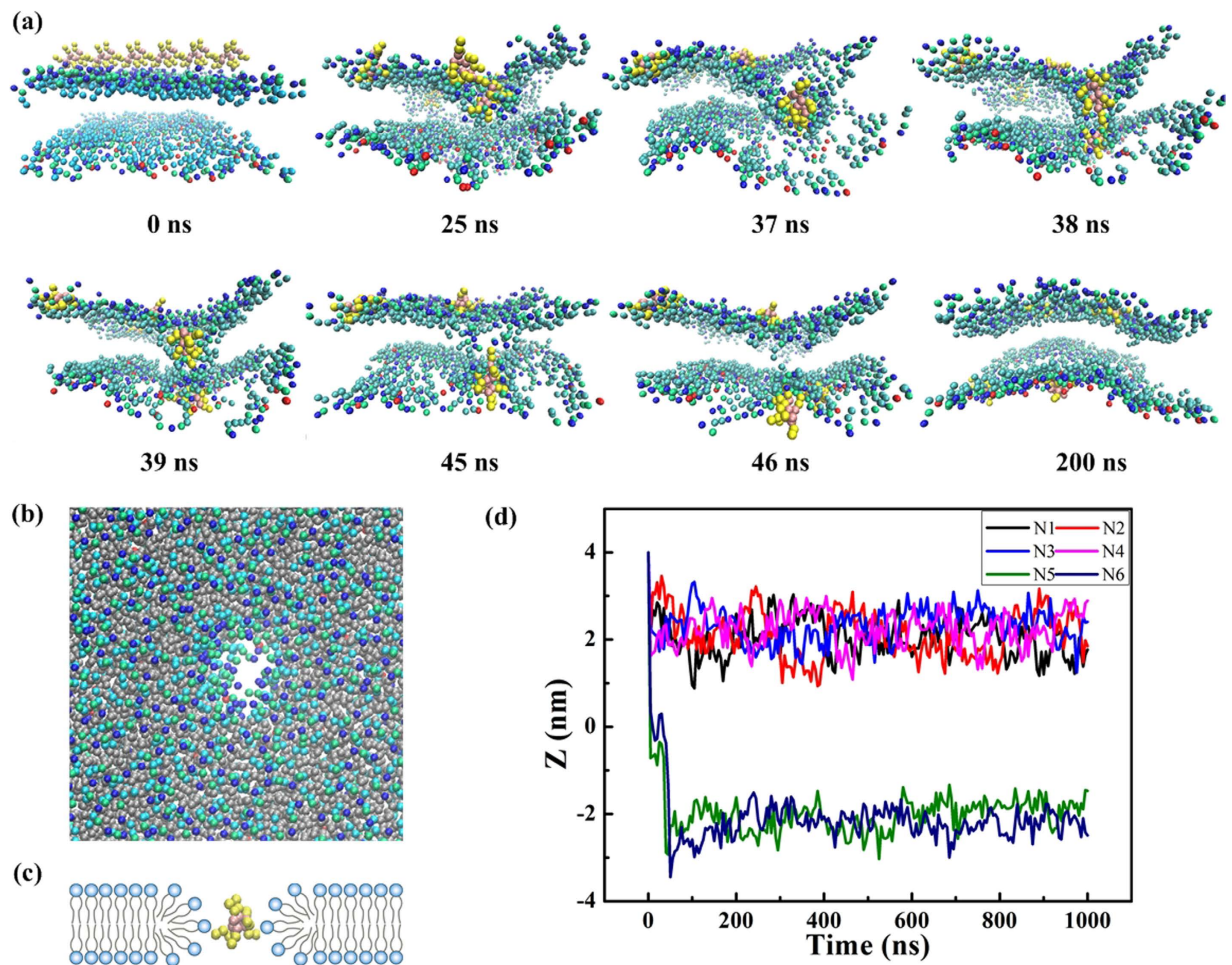 (a)
0 ns
25 ns
37 ns
38 ns
39 ns
45 ns
46 ns
200 ns
(b)
(c)
(d)
N1 N2
N3 N4
N5 N6
4
2
0
-2
-4
Z (nm)
0 200 400 600 800 1000
Time (ns)